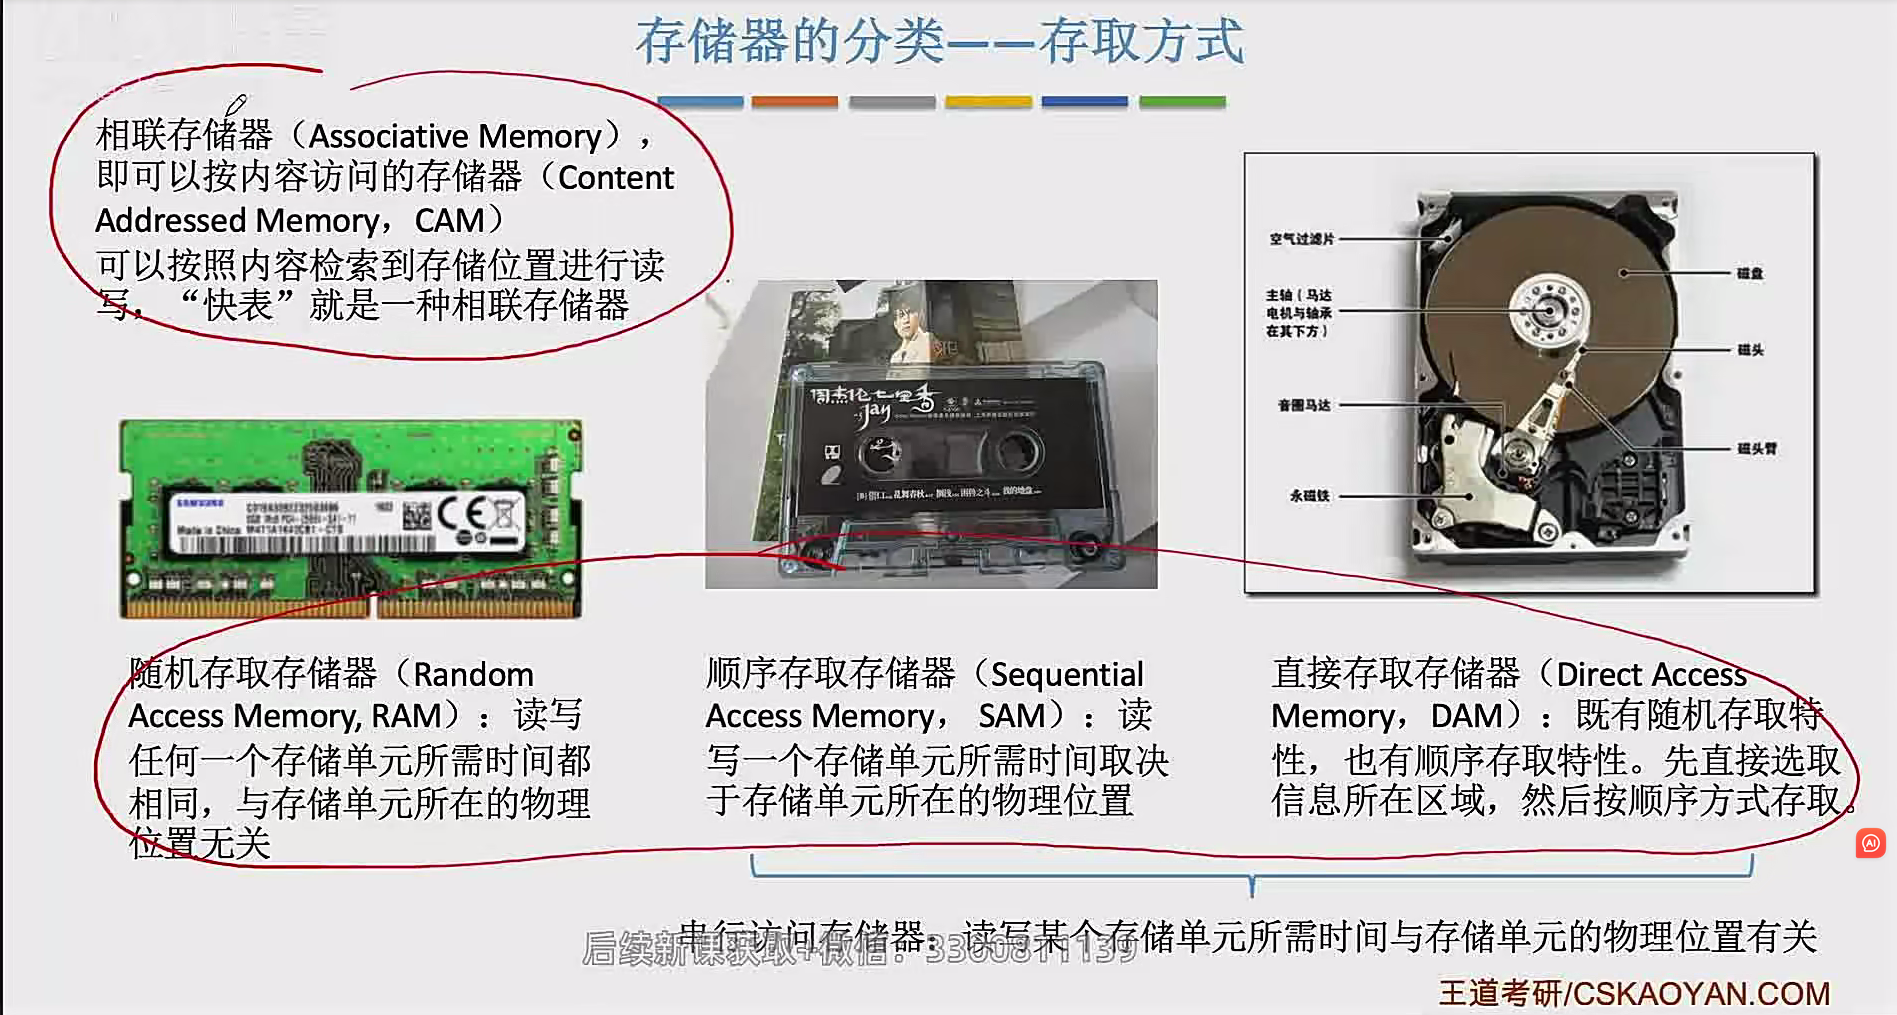 存储器的分类——存取方式
相联存储器（Associative Memory），
即可以按内容访问的存储器（Content
Addressed Memory，CAM）
可以按照内容检索到存储位置进行读
写，“快表”就是一种相联存储器
SAMSUNG
Made in China
周杰伦七里香
Jay
空气过滤片
主轴（马达
电机与轴承
在其下方）
音圈马达
永磁铁
磁盘
磁头
磁头臂
随机存取存储器（Random
Access Memory, RAM）：读写
任何一个存储单元所需时间都
相同，与存储单元所在的物理
位置无关
顺序存取存储器（Sequential
Access Memory， SAM）：读
写一个存储单元所需时间取决
于存储单元所在的物理位置
直接存取存储器（Direct Access
Memory，DAM）：既有随机存取特
性，也有顺序存取特性。先直接选取
信息所在区域，然后按顺序方式存取。
串行访问存储器：读写某个存储单元所需时间与存储单元的物理位置有关
后续新课获取+微信：3300811139
王道考研/CSKAOYAN.COM
AI